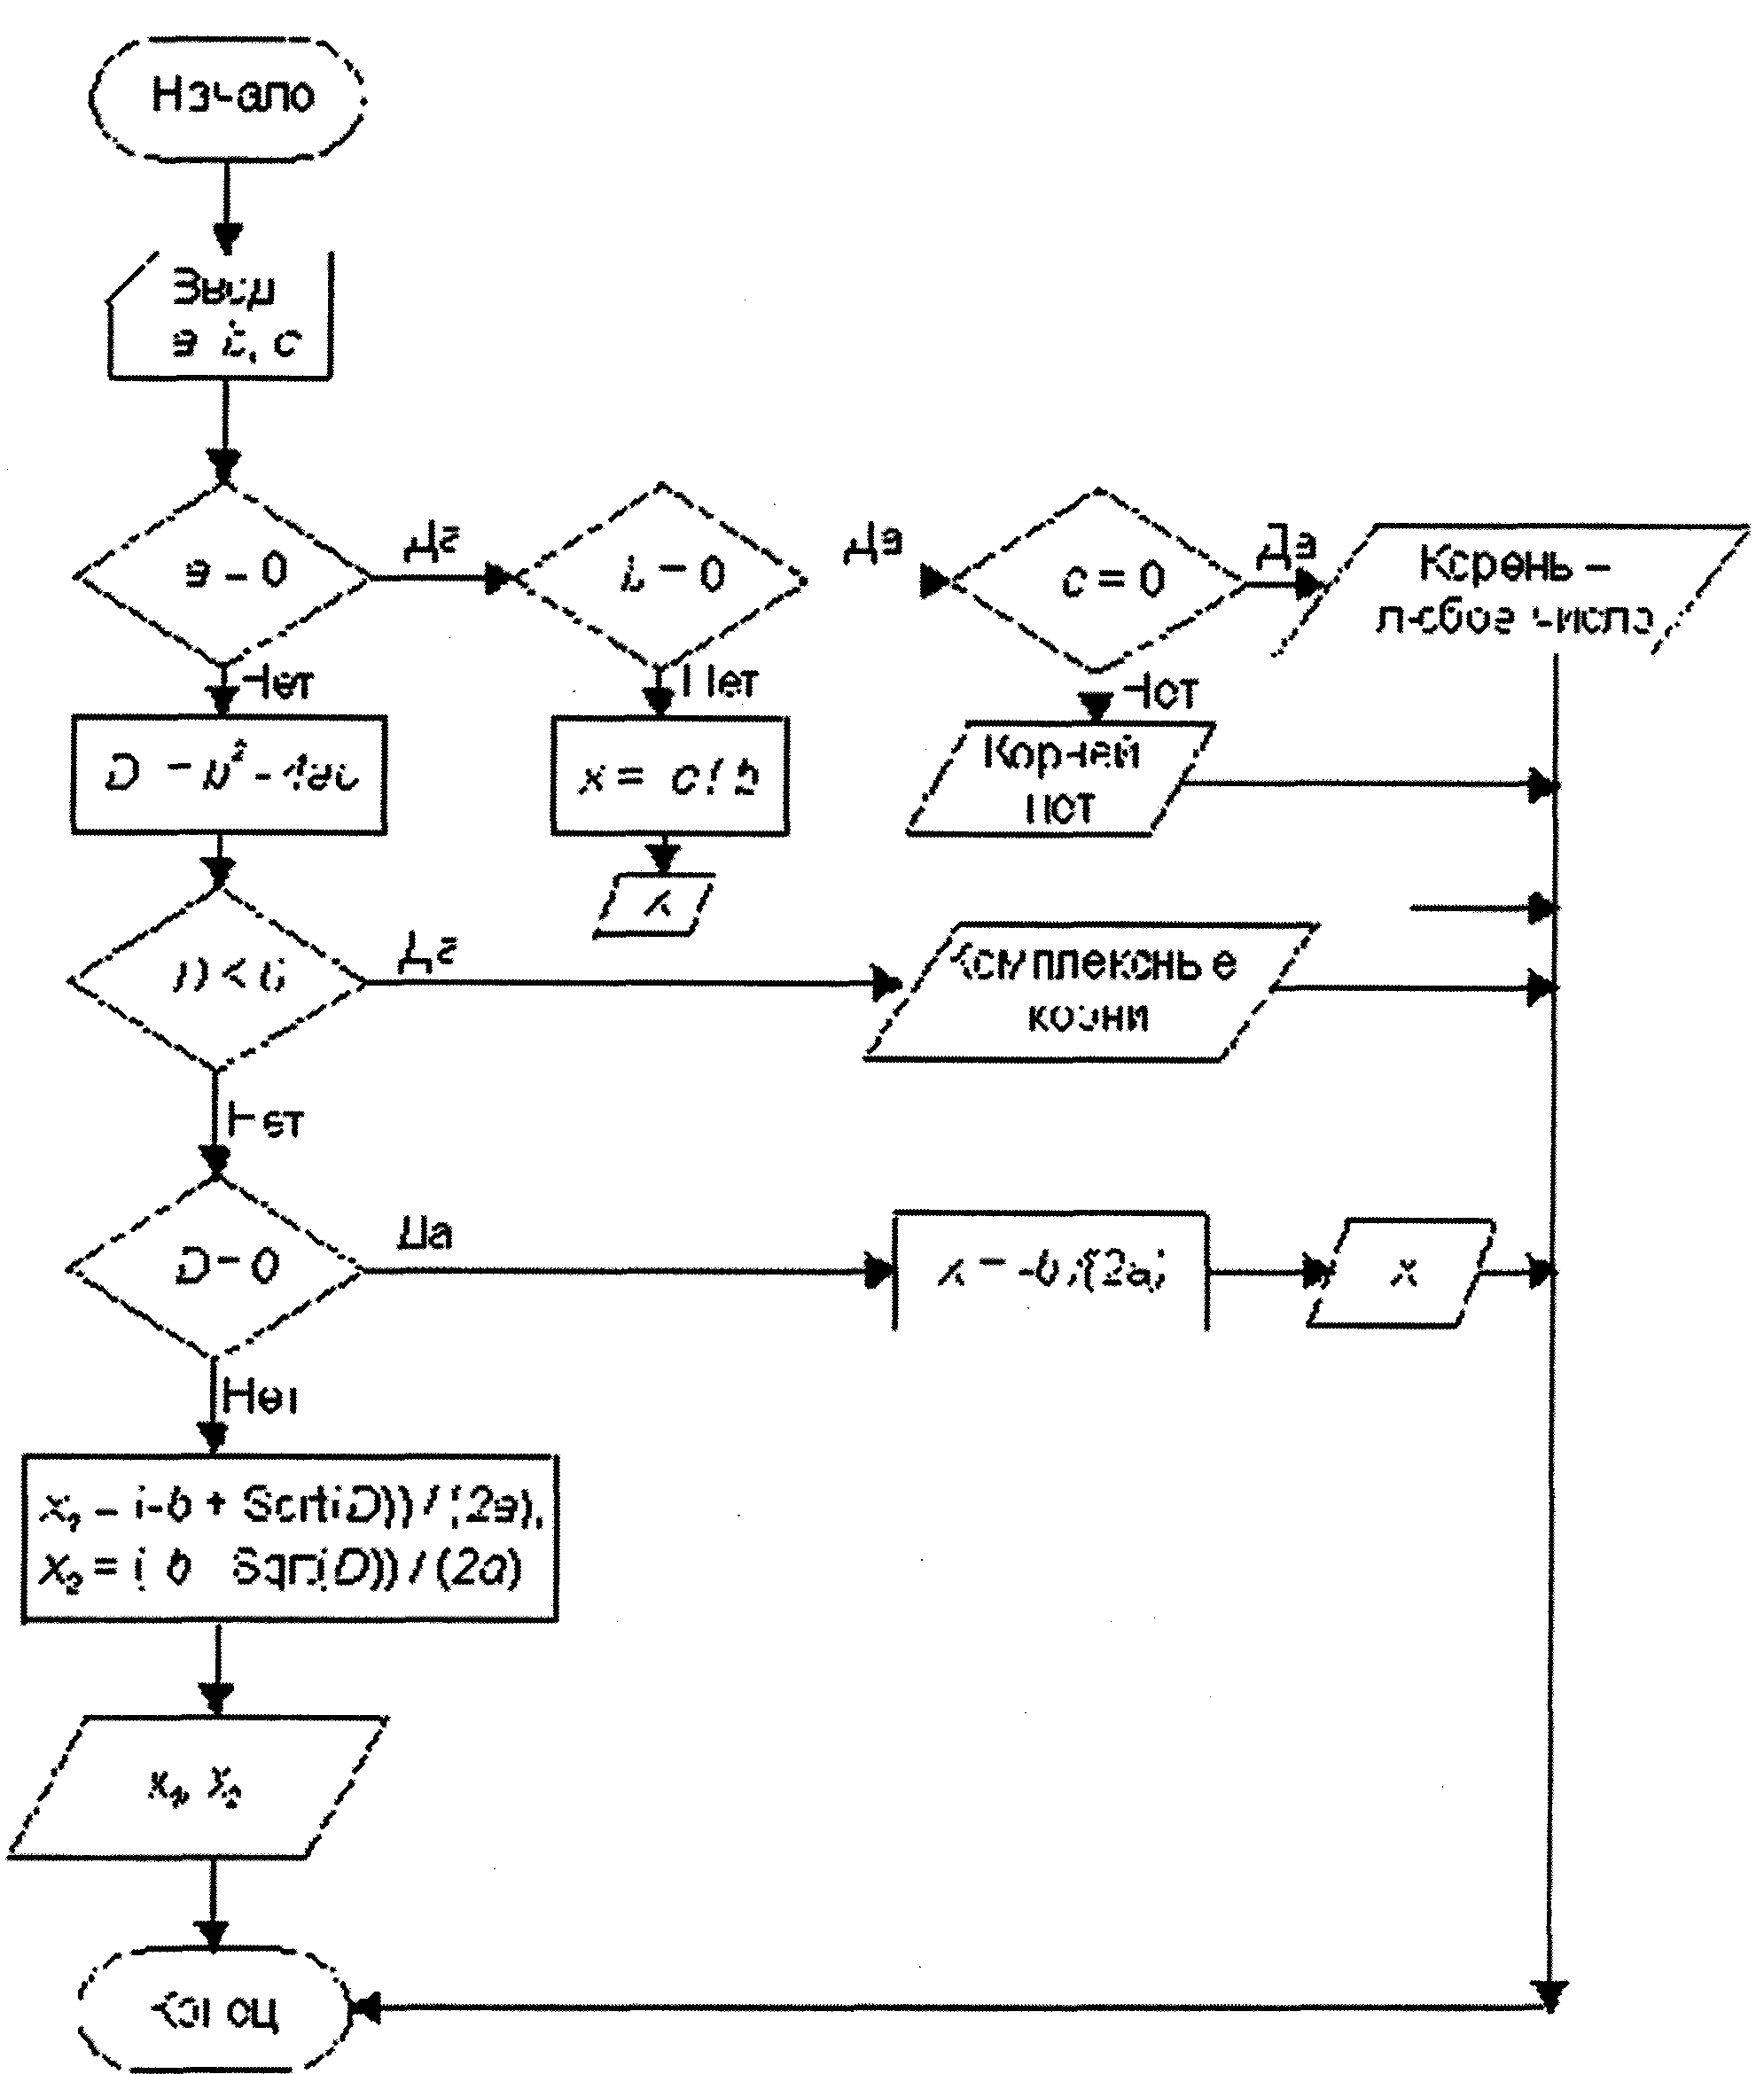 Начало
Ввод
a, b, c
a = 0
Да
b = 0
Да
c = 0
Да
Корень –
любое число
Нет
Нет
Нет
D = b² - 4ac
x = c / b
Корней
нет
x
D < 0
Да
Комплексные
корни
Нет
D = 0
Да
x = -b /(2a)
x
Нет
x₁ = (-b + Sqrt(D)) / (2a),
x₂ = ( b Sqrt(D)) / (2a)
x₁, x₂
Конец